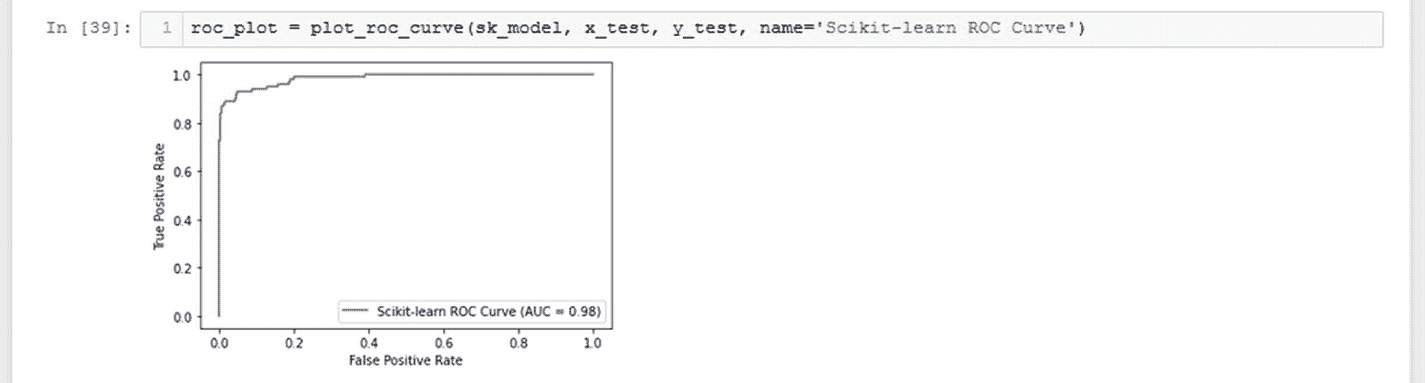 In [39]: 1 roc_plot = plot_roc_curve(sk_model, x_test, y_test, name='Scikit-learn ROC Curve')
1.0
0.8
0.6
0.4
0.2
0.0
True Positive Rate
Scikit-learn ROC Curve (AUC = 0.98)
0.0 0.2 0.4 0.6 0.8 1.0
False Positive Rate